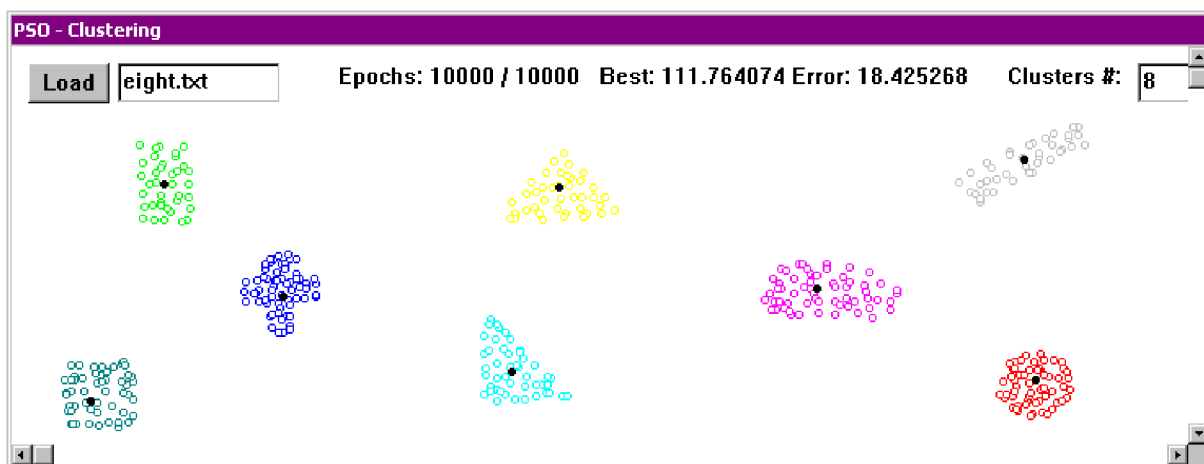 PSO - Clustering
Load eight.txt Epochs: 10000 / 10000 Best: 111.764074 Error: 18.425268 Clusters #: 8